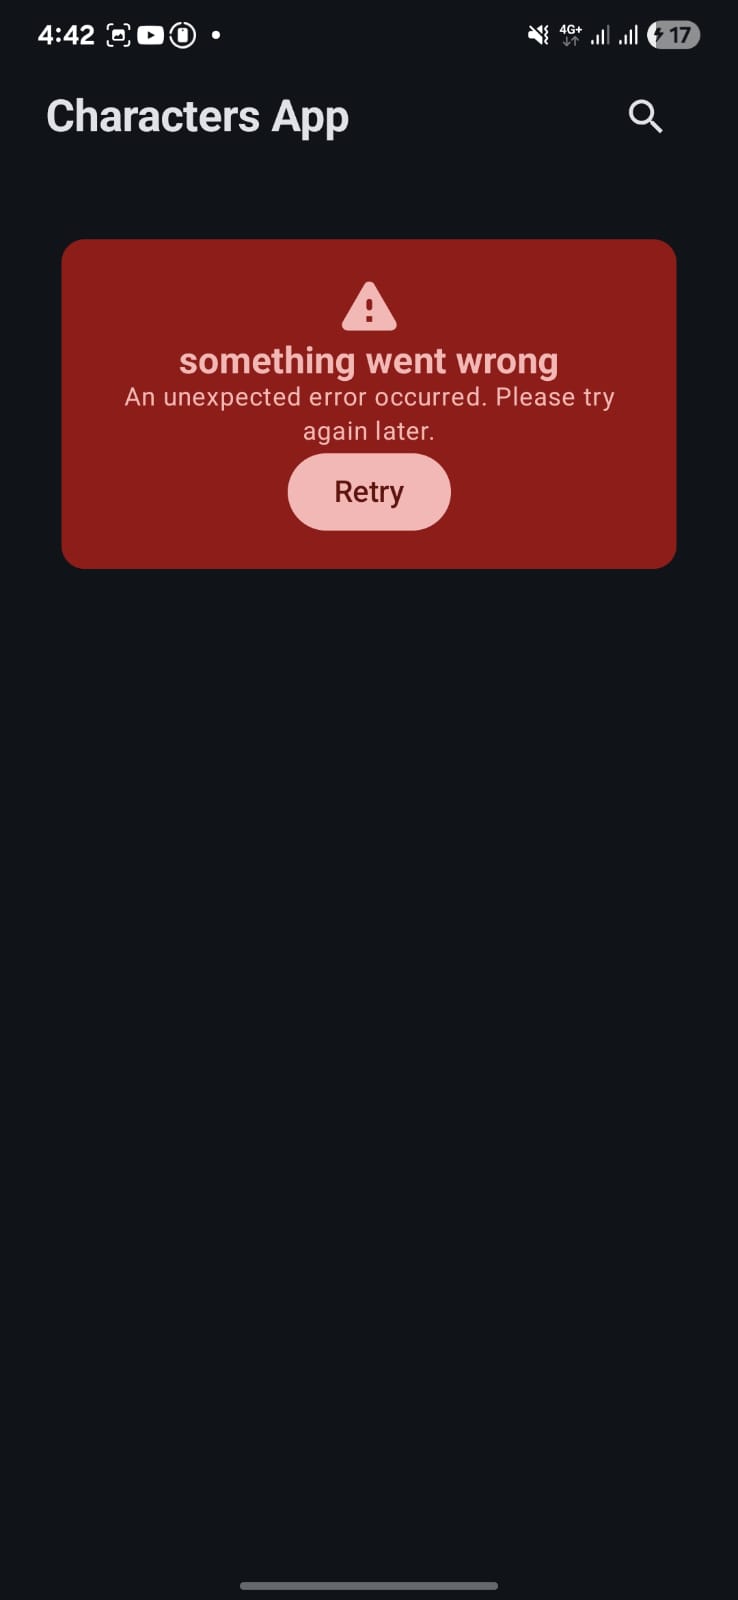 4:42
4G+
17
Characters App
something went wrong
An unexpected error occurred. Please try
again later.
Retry